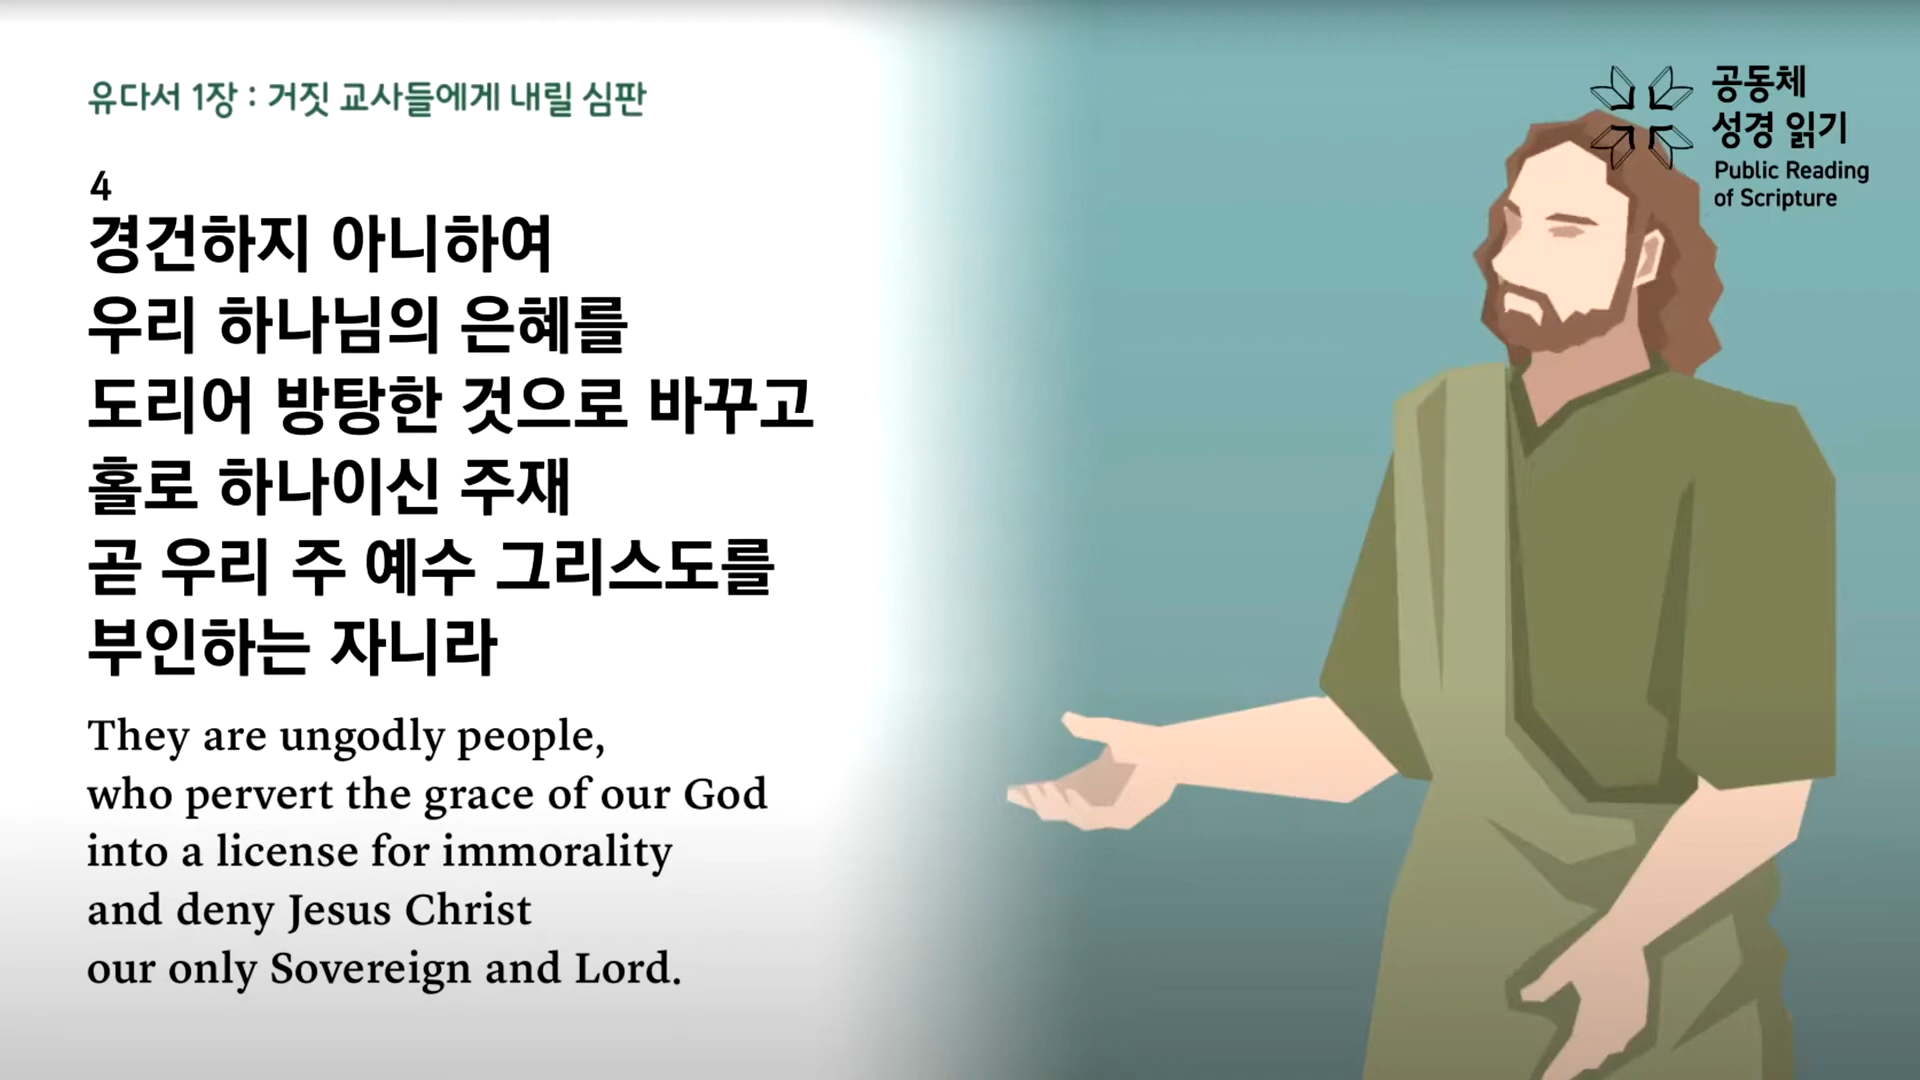 유다서 1장 : 거짓 교사들에게 내릴 심판
4
경건하지 아니하여
우리 하나님의 은혜를
도리어 방탕한 것으로 바꾸고
홀로 하나이신 주재
곧 우리 주 예수 그리스도를
부인하는 자니라
They are ungodly people,
who pervert the grace of our God
into a license for immorality
and deny Jesus Christ
our only Sovereign and Lord.
공동체
성경 읽기
Public Reading
of Scripture